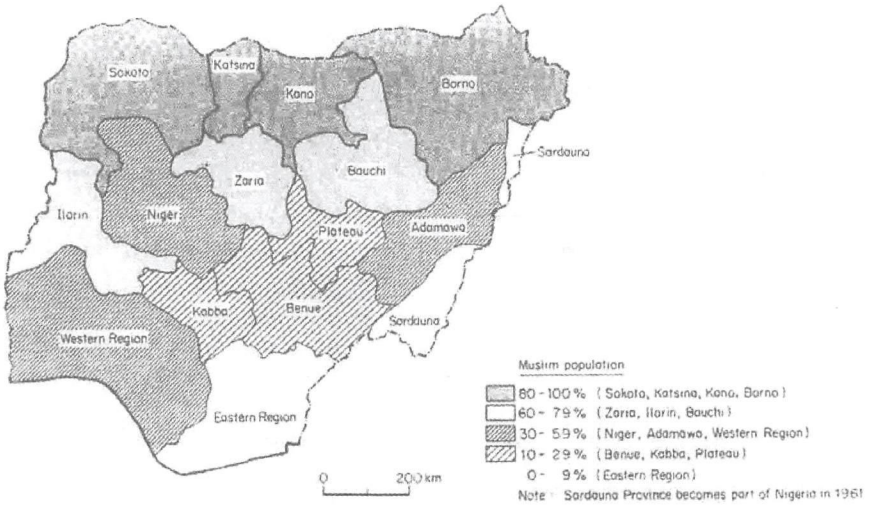 Sokoto
Katsina
Kano
Borno
Sardauna
Zaria
Bauchi
Ilorin
Niger
Plateau
Adamawa
Kabba
Benue
Sardauna
Western Region
Eastern Region
0 200 km
Muslim population
80 - 100 % (Sokoto, Katsina, Kano, Borno)
60 - 79 % (Zaria, Ilorin, Bauchi)
30 - 59 % (Niger, Adamawa, Western Region)
10 - 29 % (Benue, Kabba, Plateau)
0 - 9 % (Eastern Region)
Note : Sardauna Province becomes part of Nigeria in 1961